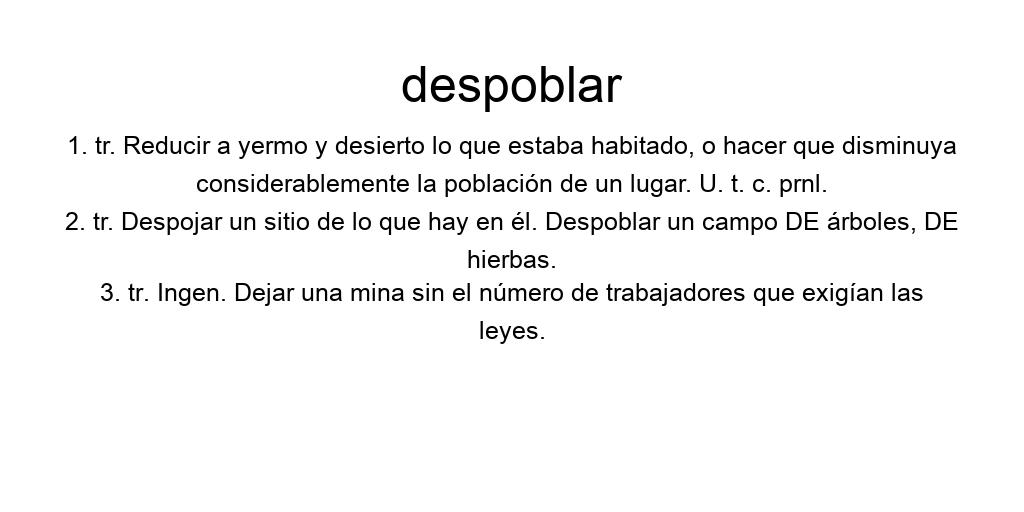 despoblar
1. tr. Reducir a yermo y desierto lo que estaba habitado, o hacer que disminuya
considerablemente la población de un lugar. U. t. c. prnl.
2. tr. Despojar un sitio de lo que hay en él. Despoblar un campo DE árboles, DE
hierbas.
3. tr. Ingen. Dejar una mina sin el número de trabajadores que exigían las
leyes.